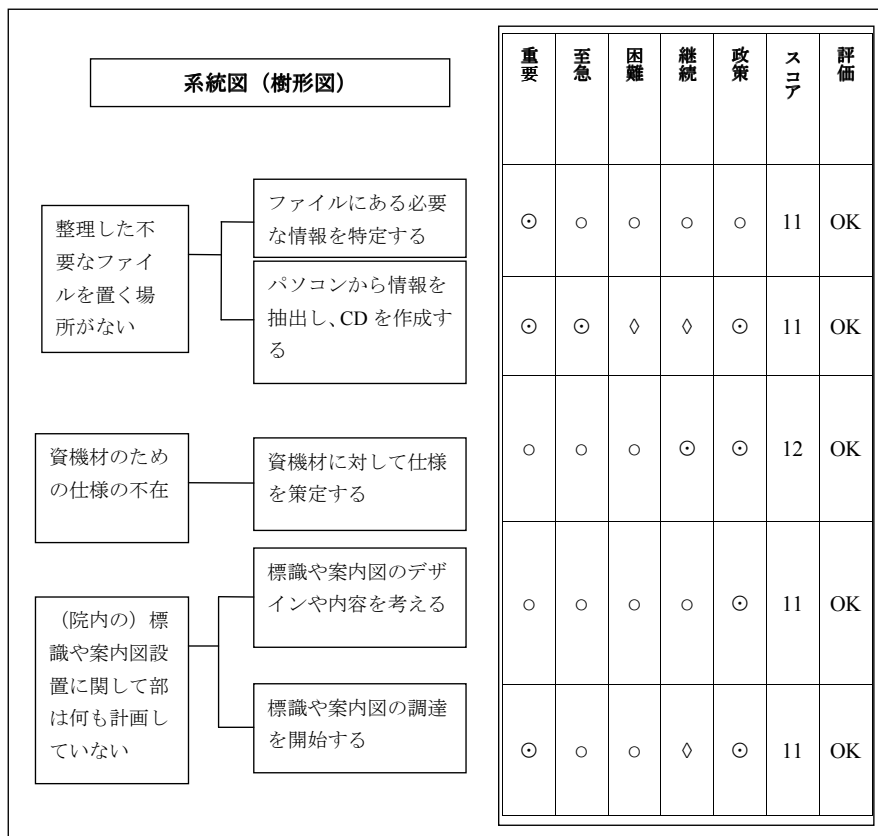 系統図（樹形図）
重要 至急 困難 継続 政策 スコア 評価
整理した不
要なファイ
ルを置く場
所がない
ファイルにある必要
な情報を特定する
⊙ ○ ○ ○ ○ 11 OK
パソコンから情報を
抽出し、CD を作成す
る
⊙ ⊙ ◊ ◊ ⊙ 11 OK
資機材のため
の仕様の不在
資機材に対して仕様
を策定する
○ ○ ○ ⊙ ⊙ 12 OK
（院内の）標
識や案内図設
置に関して部
は何も計画し
ていない
標識や案内図のデザ
インや内容を考える
○ ○ ○ ○ ⊙ 11 OK
標識や案内図の調達
を開始する
⊙ ○ ○ ◊ ⊙ 11 OK